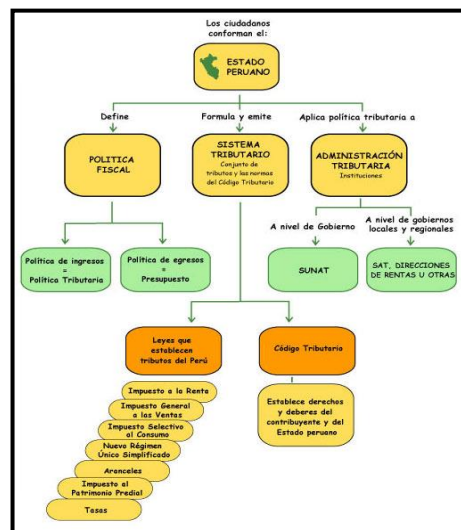 Los ciudadanos
conforman el:
ESTADO
PERUANO
Define
Formula y emite
Aplica política tributaria a
POLITICA
FISCAL
SISTEMA
TRIBUTARIO
Conjunto de
tributos y las normas
del Código Tributario
ADMINISTRACIÓN
TRIBUTARIA
Instituciones
A nivel de Gobierno
A nivel de gobiernos
locales y regionales
Política de ingresos
=
Política Tributaria
Política de egresos
=
Presupuesto
SUNAT
SAT, DIRECCIONES
DE RENTAS U OTRAS
Leyes que
establecen
tributos del Perú
Código Tributario
Impuesto a la Renta
Impuesto General
a las Ventas
Impuesto Selectivo
al Consumo
Nuevo Régimen
Único Simplificado
Aranceles
Impuesto al
Patrimonio Predial
Tasas
Establece derechos
y deberes del
contribuyente y del
Estado peruano